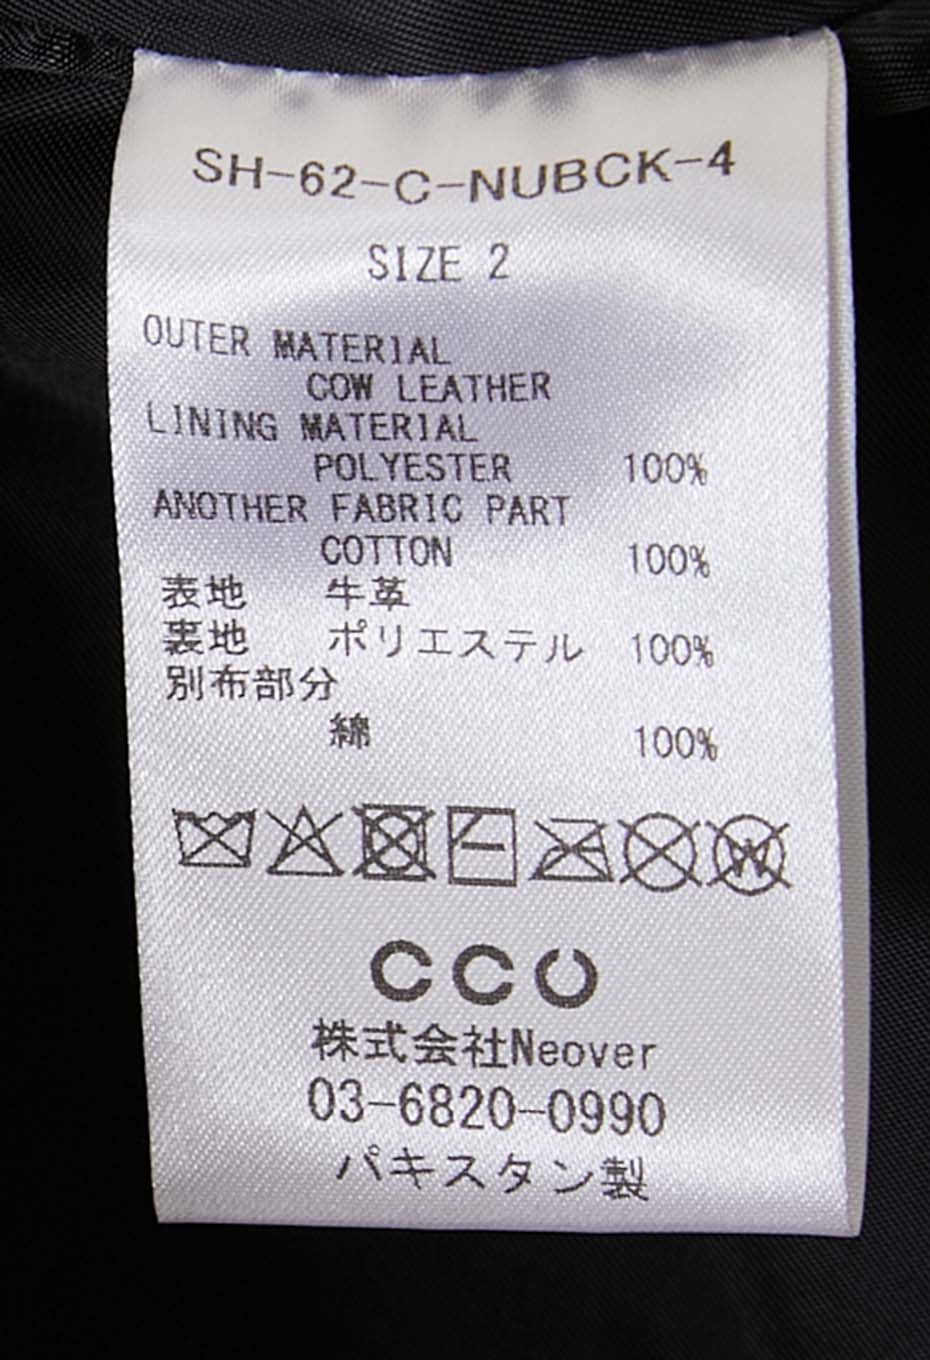 SH-62-C-NUBCK-4
SIZE 2
OUTER MATERIAL
COW LEATHER
LINING MATERIAL
POLYESTER 100%
ANOTHER FABRIC PART
COTTON 100%
表地 牛革
裏地 ポリエステル 100%
別布部分
綿 100%
W
CCU
株式会社Neover
03-6820-0990
パキスタン製